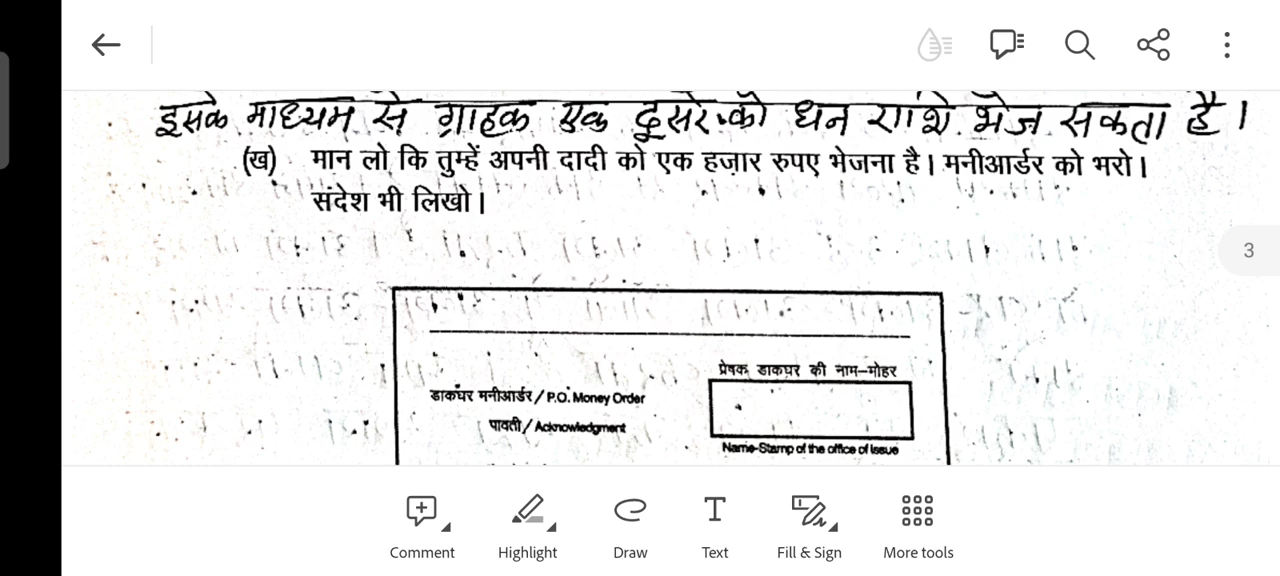 इसके माध्यम से ग्राहक एक दुसरे को धन राशि भेज सकता है।
(ख) मान लो कि तुम्हें अपनी दादी को एक हज़ार रुपए भेजना है। मनीआर्डर को भरो।
संदेश भी लिखो।
3
प्रेषक डाकघर की नाम-मोहर
डाकघर मनीआर्डर / P.O. Money Order
पावती / Acknowledgment
Name-Stamp of the office of issue
Comment
Highlight
Draw
T
Text
Fill & Sign
More tools